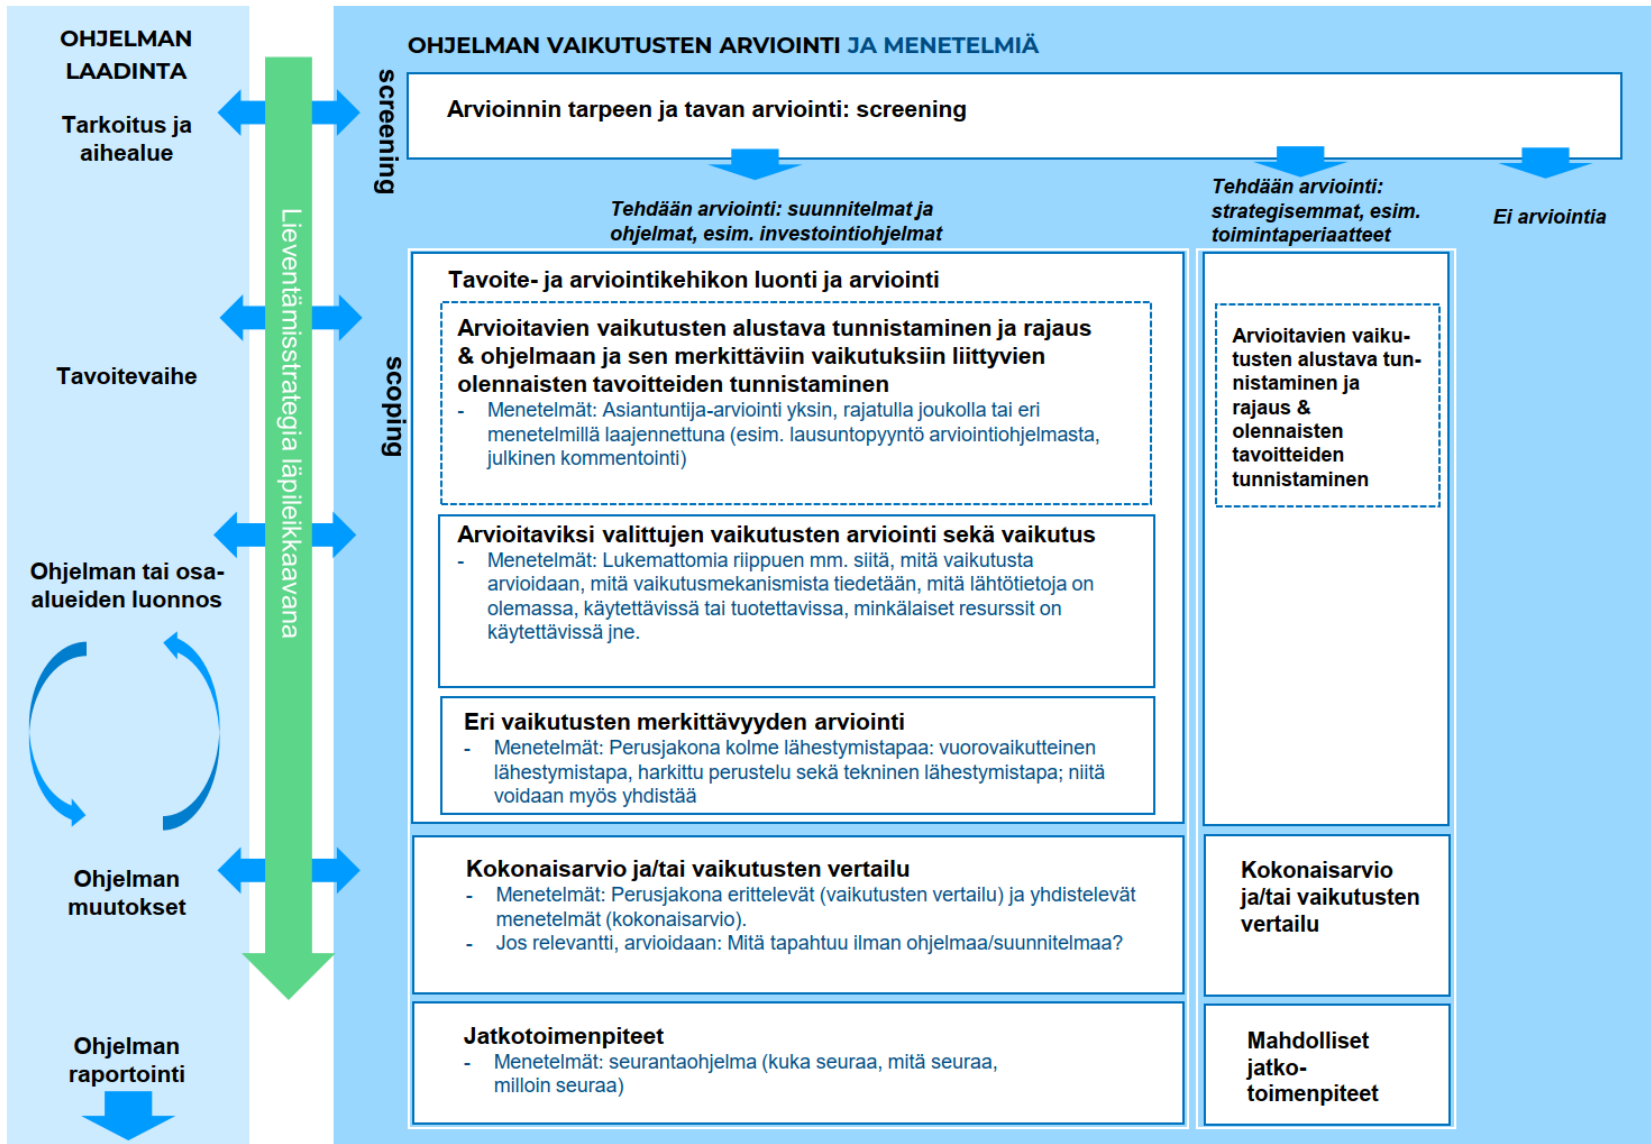 OHJELMAN
LAADINTA
Tarkoitus ja
aihealue
Tavoitevaihe
Ohjelman tai osa-
alueiden luonnos
Ohjelman
muutokset
Ohjelman
raportointi
Lieventämisstrategia läpileikkaavana
OHJELMAN VAIKUTUSTEN ARVIOINTI JA MENETELMIÄ
screening
Arvioinnin tarpeen ja tavan arviointi: screening
Tehdään arviointi: suunnitelmat ja
ohjelmat, esim. investointiohjelmat
Tehdään arviointi:
strategisemmat, esim.
toimintaperiaatteet
Ei arviointia
scoping
Tavoite- ja arviointikehikon luonti ja arviointi
Arvioitavien vaikutusten alustava tunnistaminen ja rajaus
& ohjelmaan ja sen merkittäviin vaikutuksiin liittyvien
olennaisten tavoitteiden tunnistaminen
- Menetelmät: Asiantuntija-arviointi yksin, rajatulla joukolla tai eri
menetelmillä laajennettuna (esim. lausuntopyyntö arviointiohjelmasta,
julkinen kommentointi)
Arvioitaviksi valittujen vaikutusten arviointi sekä vaikutus
- Menetelmät: Lukemattomia riippuen mm. siitä, mitä vaikutusta
arvioidaan, mitä vaikutusmekanismista tiedetään, mitä lähtötietoja on
olemassa, käytettävissä tai tuotettavissa, minkälaiset resurssit on
käytettävissä jne.
Eri vaikutusten merkittävyyden arviointi
- Menetelmät: Perusjakona kolme lähestymistapaa: vuorovaikutteinen
lähestymistapa, harkittu perustelu sekä tekninen lähestymistapa; niitä
voidaan myös yhdistää
Kokonaisarvio ja/tai vaikutusten vertailu
- Menetelmät: Perusjakona erittelevät (vaikutusten vertailu) ja yhdistelevät
menetelmät (kokonaisarvio).
- Jos relevantti, arvioidaan: Mitä tapahtuu ilman ohjelmaa/suunnitelmaa?
Jatkotoimenpiteet
- Menetelmät: seurantaohjelma (kuka seuraa, mitä seuraa,
milloin seuraa)
Arvioitavien vaiku-
tusten alustava tun-
nistaminen ja
rajaus &
olennaisten
tavoitteiden
tunnistaminen
Kokonaisarvio
ja/tai vaikutusten
vertailu
Mahdolliset
jatko-
toimenpiteet